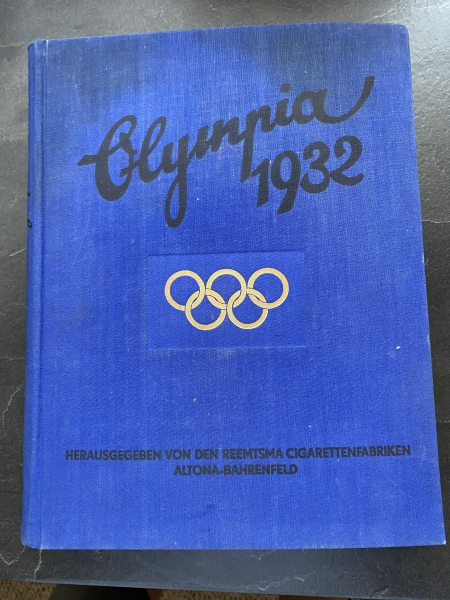 Olympia
1932
HERAUSGEGEBEN VON DEN REEMTSMA CIGARETTENFABRIKEN
ALTONA-BAHRENFELD